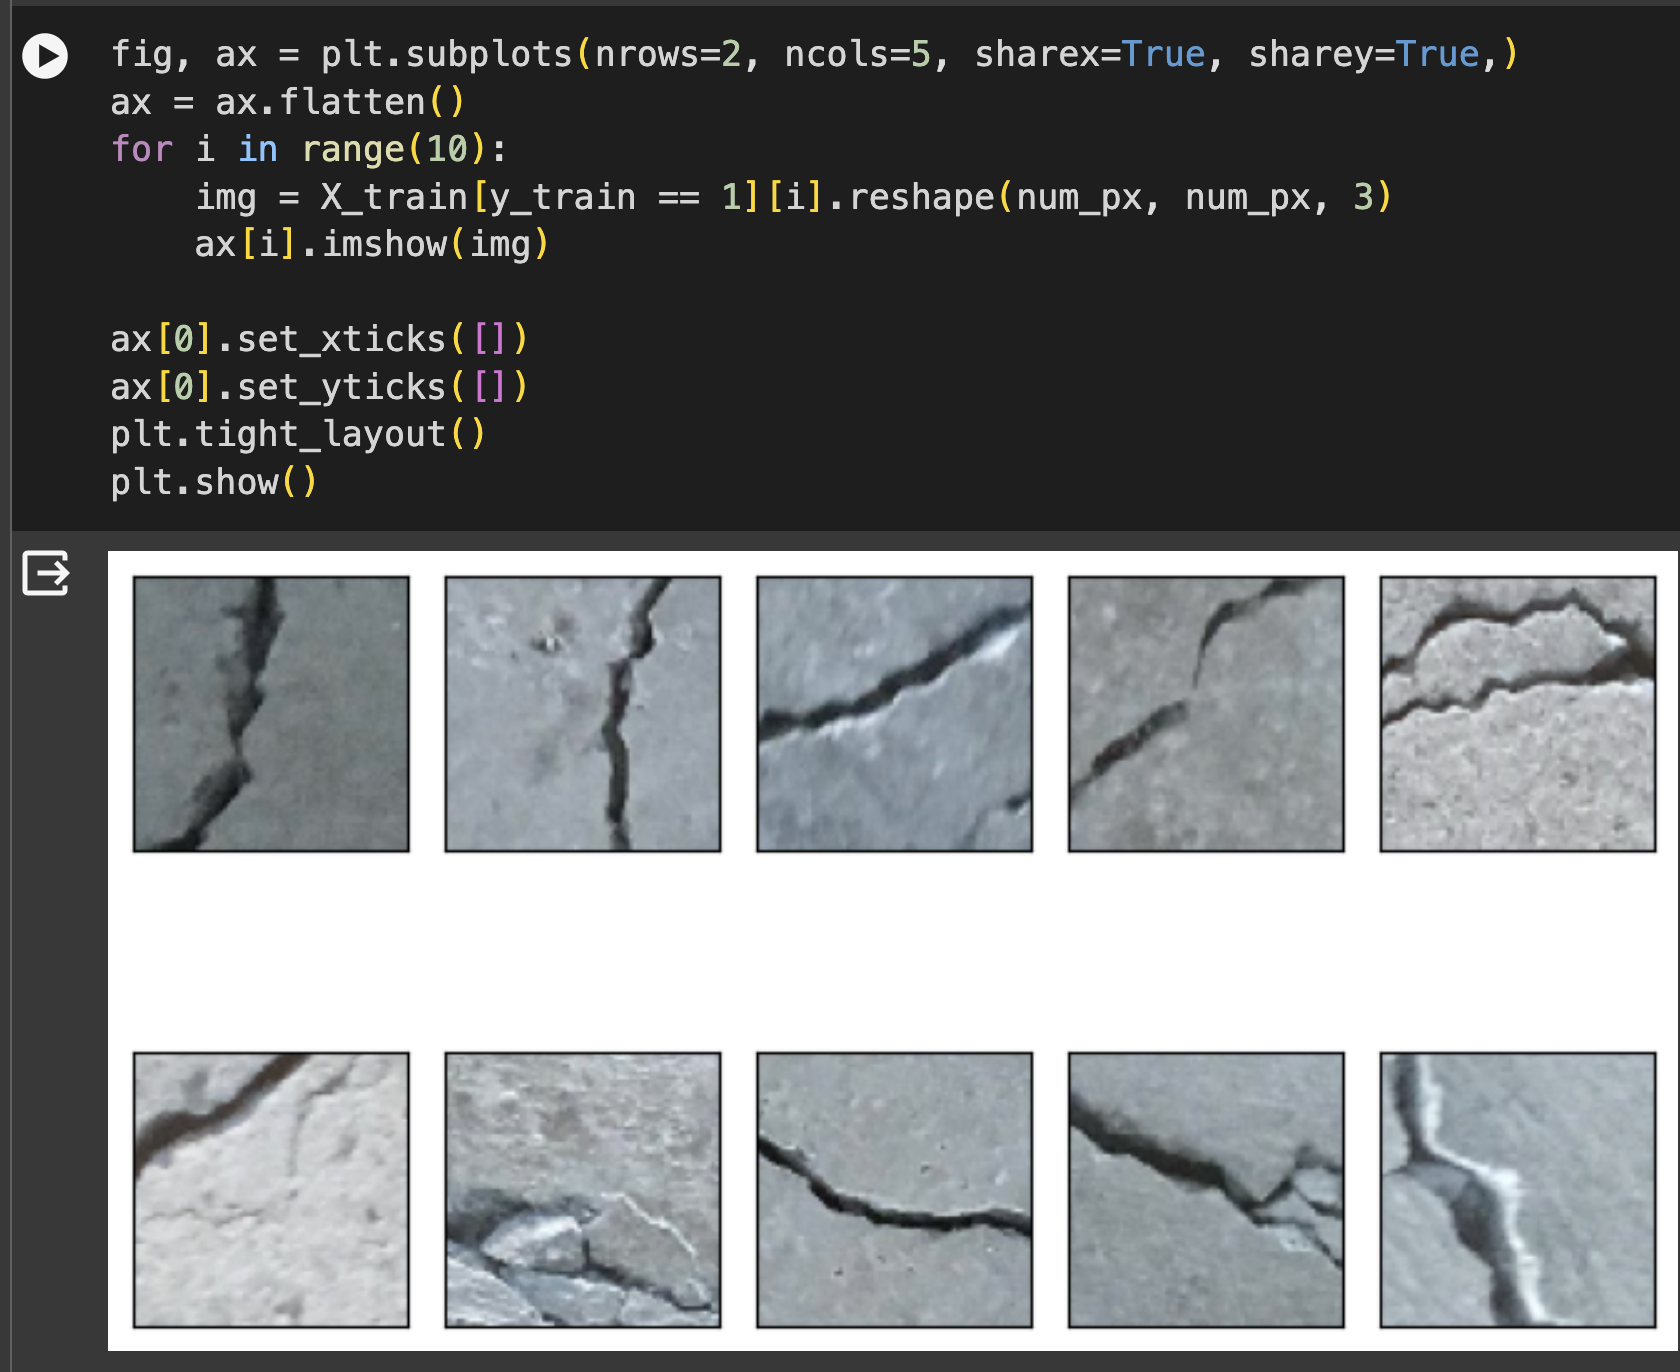 fig, ax = plt.subplots(nrows=2, ncols=5, sharex=True, sharey=True,)
ax = ax.flatten()
for i in range(10):
    img = X_train[y_train == 1][i].reshape(num_px, num_px, 3)
    ax[i].imshow(img)

ax[0].set_xticks([])
ax[0].set_yticks([])
plt.tight_layout()
plt.show()